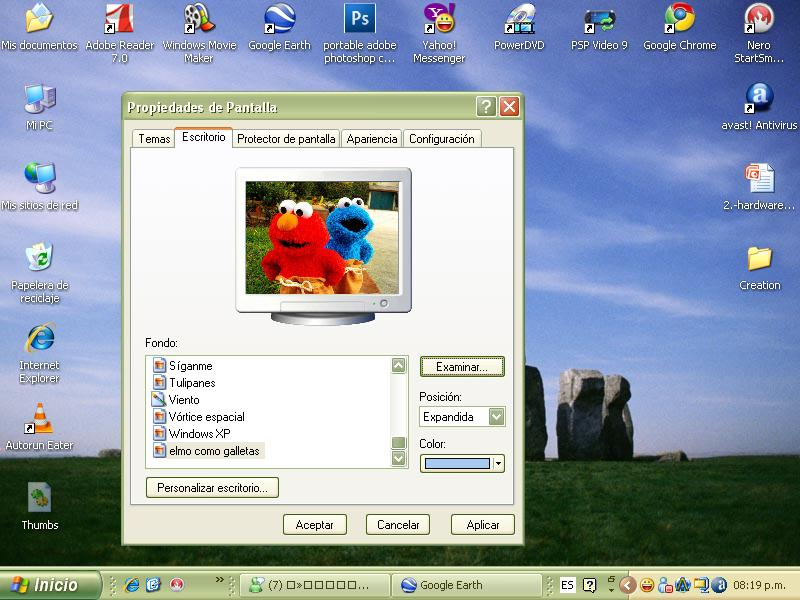 Mis documentos
Adobe Reader
7.0
Windows Movie
Maker
Google Earth
Ps
portable adobe
photoshop c...
Yahoo!
Messenger
PowerDVD
PSP Video 9
Google Chrome
Nero
StartSm...
Mi PC
avast! Antivirus
Mis sitios de red
2.-hardware...
Papelera de
reciclaje
Creation
Internet
Explorer
Autorun Eater
Thumbs
Propiedades de Pantalla
Temas
Escritorio
Protector de pantalla
Apariencia
Configuración
Fondo:
Síganme
Tulipanes
Viento
Vórtice espacial
Windows XP
elmo como galletas
Examinar...
Posición:
Expandida
Color:
Personalizar escritorio...
Aceptar
Cancelar
Aplicar
Inicio
(7) □»□□□□□...
Google Earth
ES
08:19 p.m.